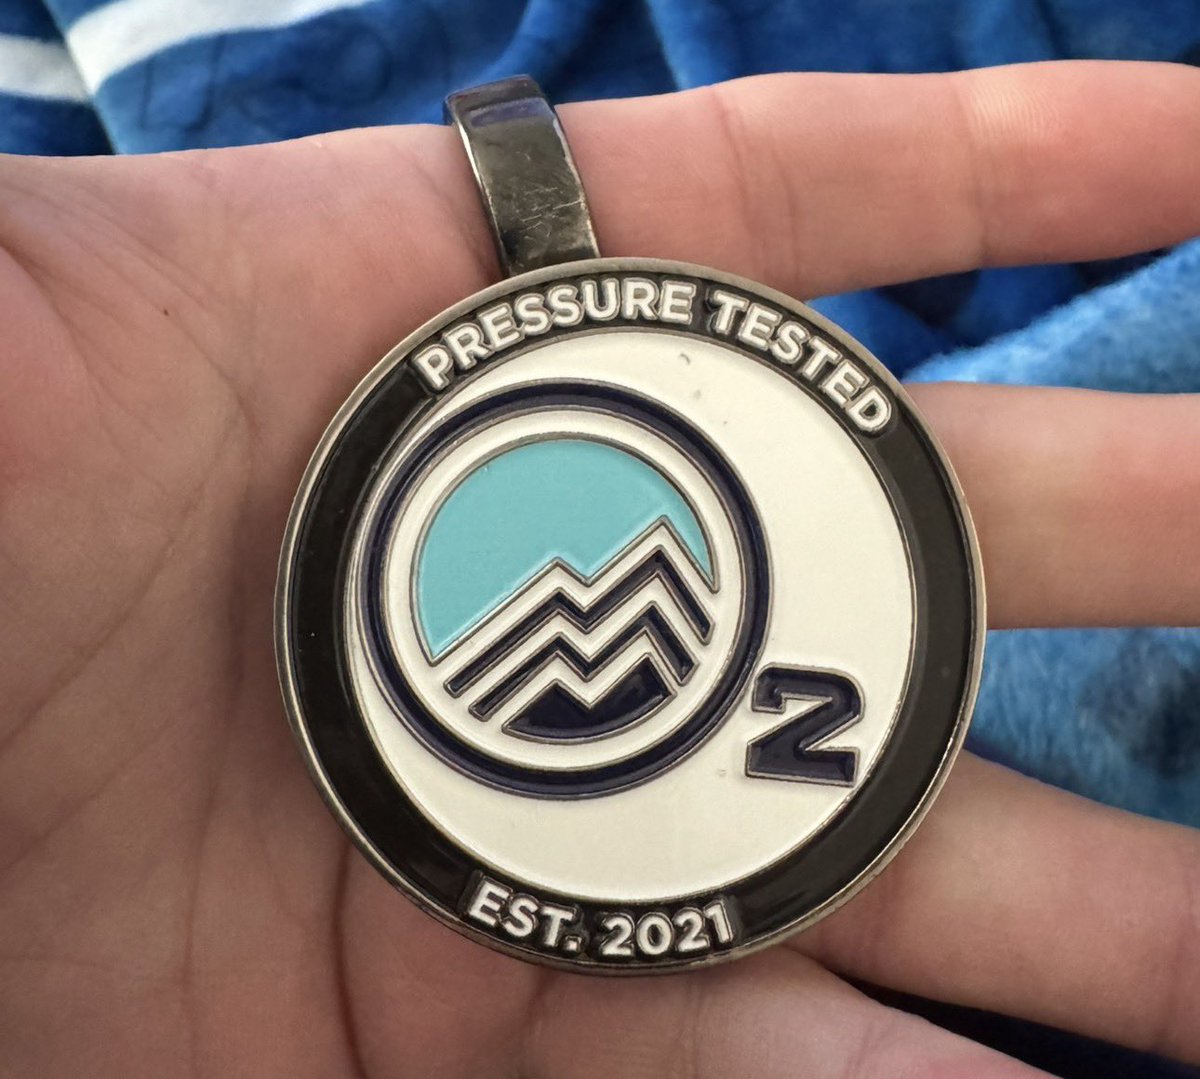 PRESSURE TESTED
O2
EST. 2021